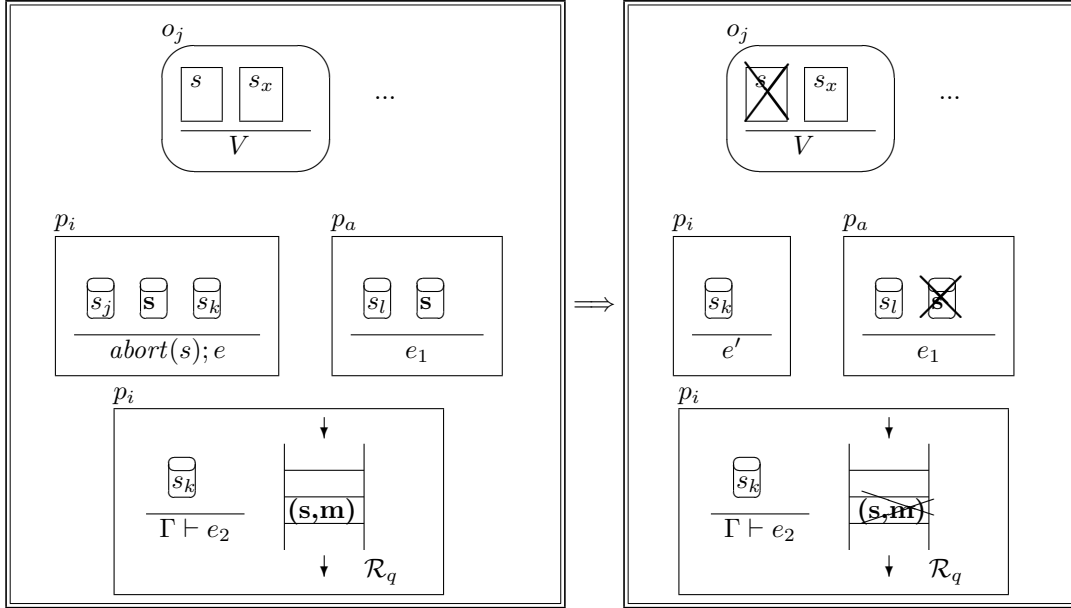 o_j
s s_x ...
V
p_i p_a
s_j s s_k s_l s
abort(s); e e_1
p_i
s_k
(s,m)
Γ ⊢ e_2
R_q
⟹
o_j
s s_x ...
V
p_i p_a
s_k s_l s
e′ e_1
p_i
s_k
(s,m)
Γ ⊢ e_2
R_q